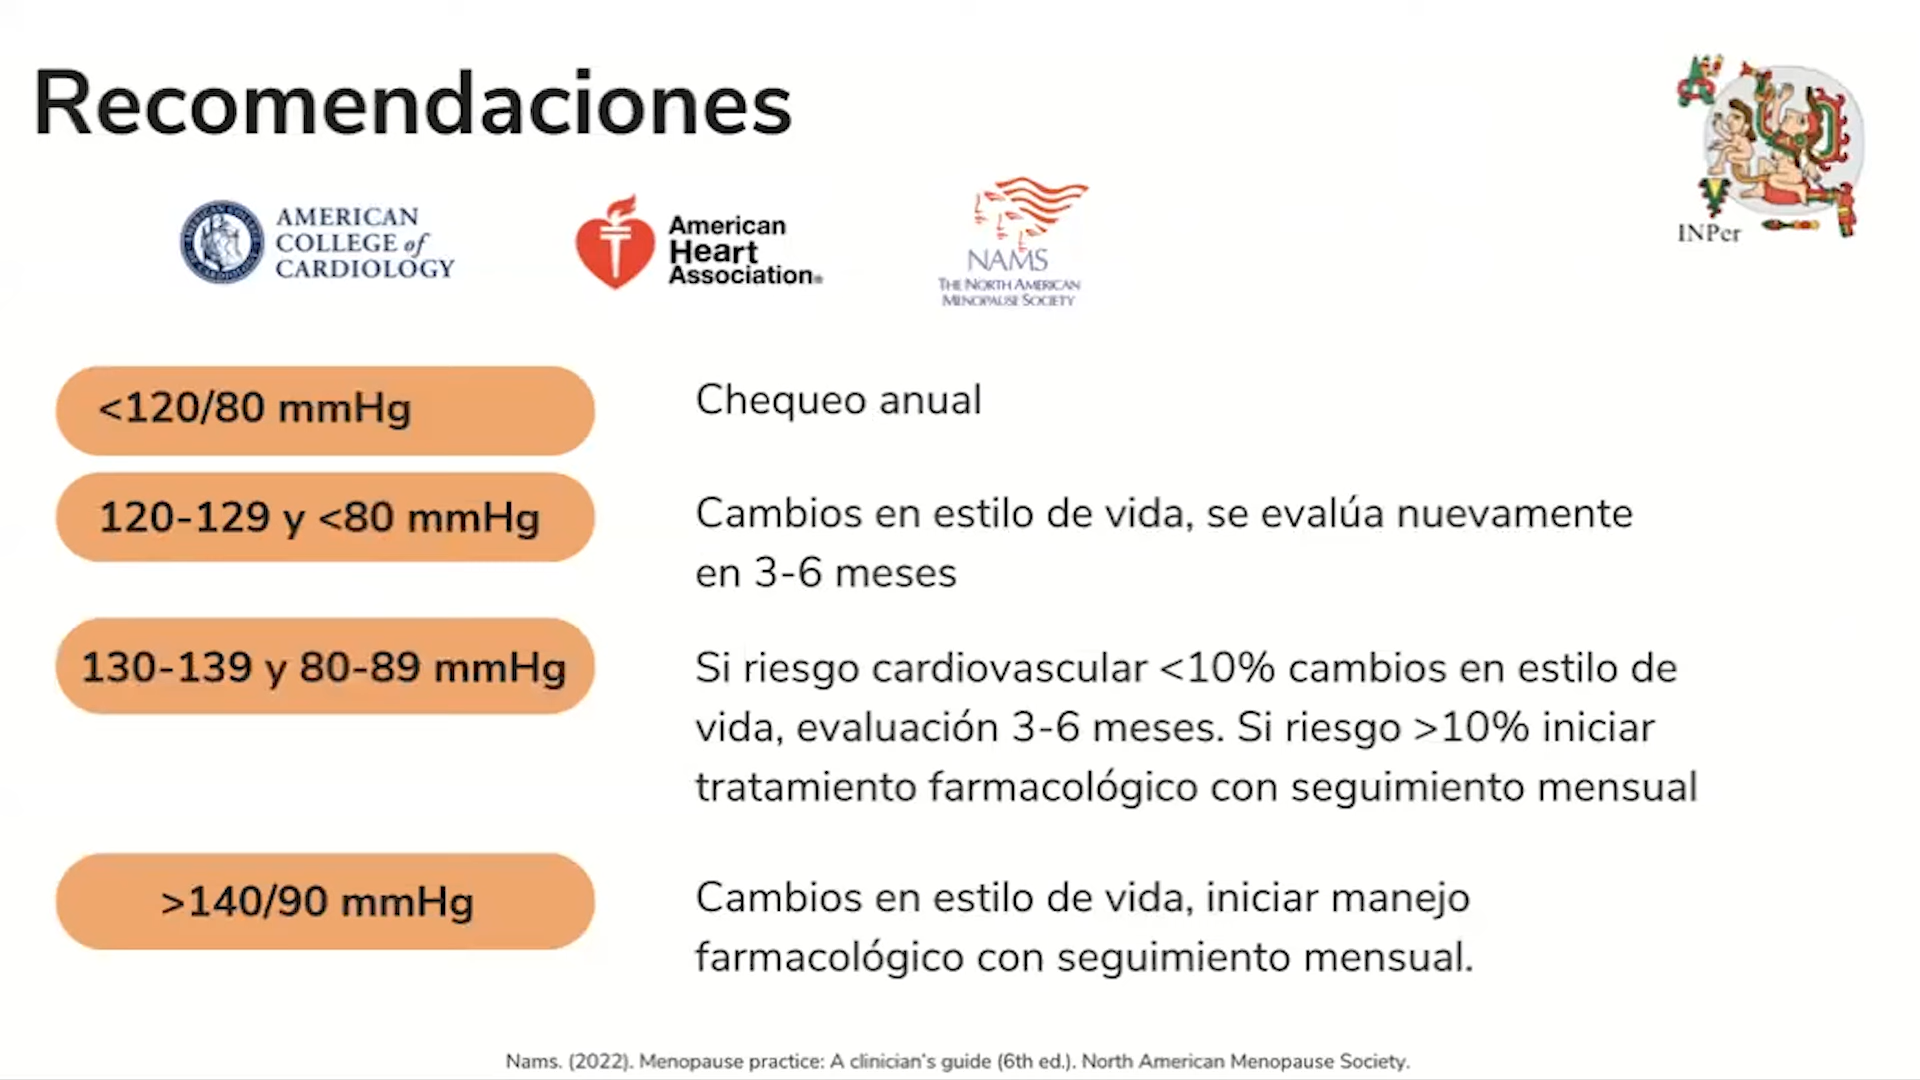 Recomendaciones
AMERICAN
COLLEGE of
CARDIOLOGY
American
Heart
Association®
NAMS
THE NORTH AMERICAN
MENOPAUSE SOCIETY
INPer
<120/80 mmHg
Chequeo anual
120-129 y <80 mmHg
Cambios en estilo de vida, se evalúa nuevamente
en 3-6 meses
130-139 y 80-89 mmHg
Si riesgo cardiovascular <10% cambios en estilo de
vida, evaluación 3-6 meses. Si riesgo >10% iniciar
tratamiento farmacológico con seguimiento mensual
>140/90 mmHg
Cambios en estilo de vida, iniciar manejo
farmacológico con seguimiento mensual.
Nams. (2022). Menopause practice: A clinician's guide (6th ed.). North American Menopause Society.